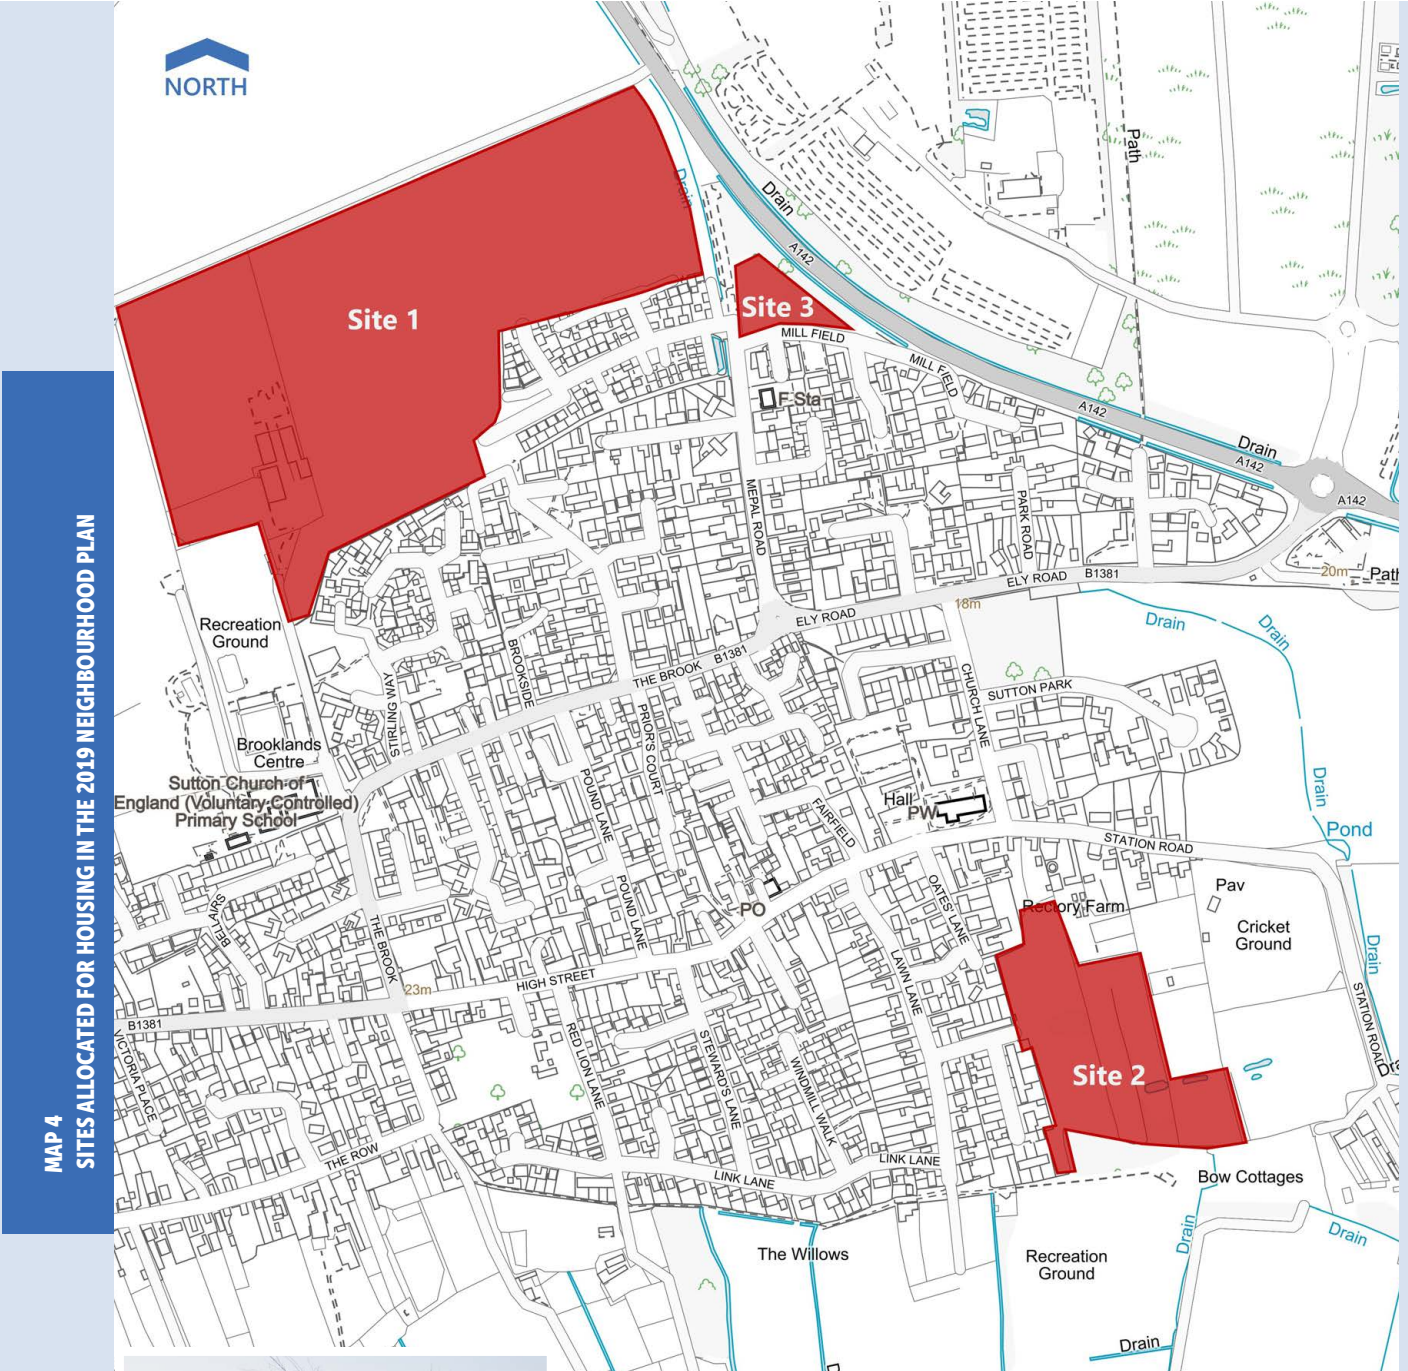 MAP 4
SITES ALLOCATED FOR HOUSING IN THE 2019 NEIGHBOURHOOD PLAN
NORTH
Path
Drain
Drain
A142
Site 1
Site 3
MILL FIELD
MILL FIELD
F Sta
A142
Drain
A142
A142
MEPAL ROAD
PARK ROAD
ELY ROAD
B1381
20m
Path
18m
ELY ROAD
Drain
Drain
Recreation
Ground
BROOKSIDE
THE BROOK
B1381
STIRLING WAY
CHURCH LANE
SUTTON PARK
PRIOR'S COURT
Brooklands
Centre
Sutton Church of
England (Voluntary Controlled)
Primary School
POUND LANE
FAIRFIELD
Hall
PW
Drain
Pond
STATION ROAD
POUND LANE
OATES' LANE
Pav
PO
Rectory Farm
BELLAIRS
THE BROOK
Cricket
Ground
Drain
HIGH STREET
LAWN LANE
23m
B1381
STATION ROAD
VICTORIA PLACE
RED LION LANE
STEWARD'S LANE
WINDMILL WALK
Site 2
THE ROW
LINK LANE
LINK LANE
Bow Cottages
Drain
Drain
The Willows
Recreation
Ground
Drain